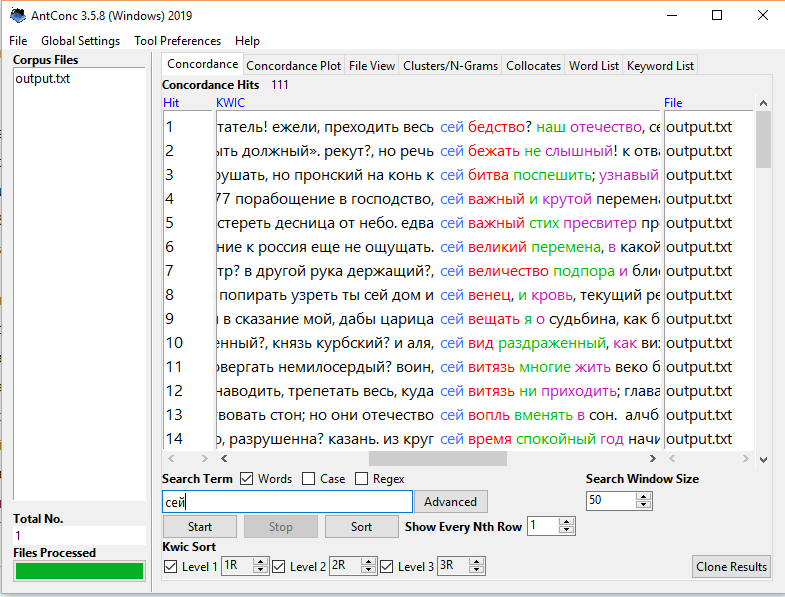 AntConc 3.5.8 (Windows) 2019
File Global Settings Tool Preferences Help
Corpus Files
output.txt
Concordance Concordance Plot File View Clusters/N-Grams Collocates Word List Keyword List
Concordance Hits 111
Hit KWIC File
1 татель! ежели, преходить весь сей бедство? наш отечество, се output.txt
2 ыть должный». рекут?, но речь сей бежать не слышный! к отва output.txt
3 рушать, но пронский на конь к сей битва поспешить; узнавый output.txt
4 77 порабощение в господство, сей важный и крутой перемена output.txt
5 стереть десница от небо. едва сей важный стих пресвитер пр output.txt
6 ние к россия еще не ощущать. сей великий перемена, в какой output.txt
7 тр? в другой рука держащий?, сей величество подпора и бли output.txt
8 попирать узреть ты сей дом и сей венец, и кровь, текущий ре output.txt
9 в сказание мой, дабы царица сей вещать я о судьбина, как б output.txt
10 енный?, князь курбский? и аля, сей вид раздраженный, как вих output.txt
11 овергать немилосердый? воин, сей витязь многие жить веко б output.txt
12 наводить, трепетать весь, куда сей витязь ни приходить; глава output.txt
13 вовать стон; но они отечество сей вопль вменять в сон. алчб output.txt
14 о, разрушенна? казань. из круг сей время спокойный год начи output.txt
Search Term Words Case Regex Search Window Size
сей Advanced 50
Start Stop Sort Show Every Nth Row 1
Kwic Sort
Level 1 1R Level 2 2R Level 3 3R Clone Results
Total No.
1
Files Processed